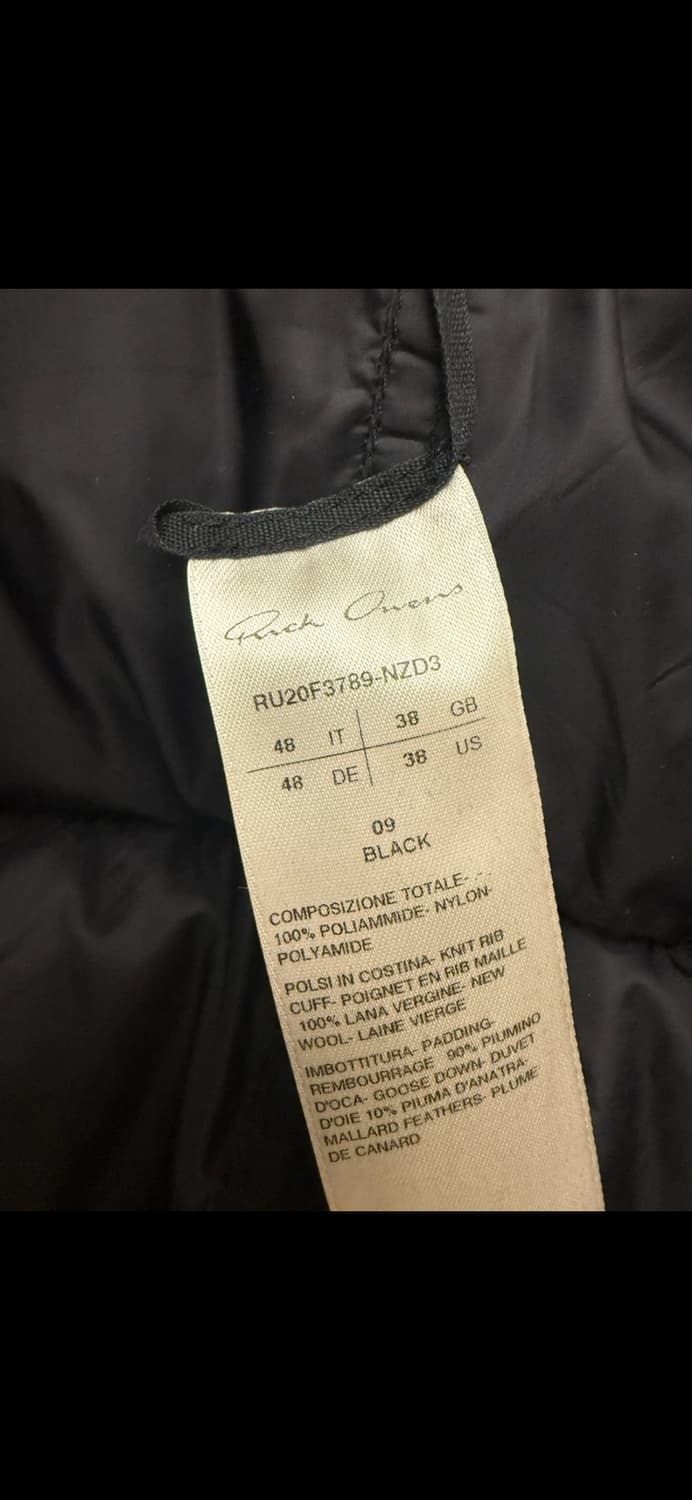 Rick Owens
RU20F3789-NZD3
48 IT 38 GB
48 DE 38 US
09
BLACK
COMPOSIZIONE TOTALE- - -
100% POLIAMMIDE- NYLON-
POLYAMIDE
POLSI IN COSTINA- KNIT RIB
CUFF- POIGNET EN RIB MAILLE
100% LANA VERGINE- NEW
WOOL- LAINE VIERGE
IMBOTTITURA- PADDING-
REMBOURRAGE 90% PIUMINO
D'OCA- GOOSE DOWN- DUVET
D'OIE 10% PIUMA D'ANATRA-
MALLARD FEATHERS- PLUME
DE CANARD